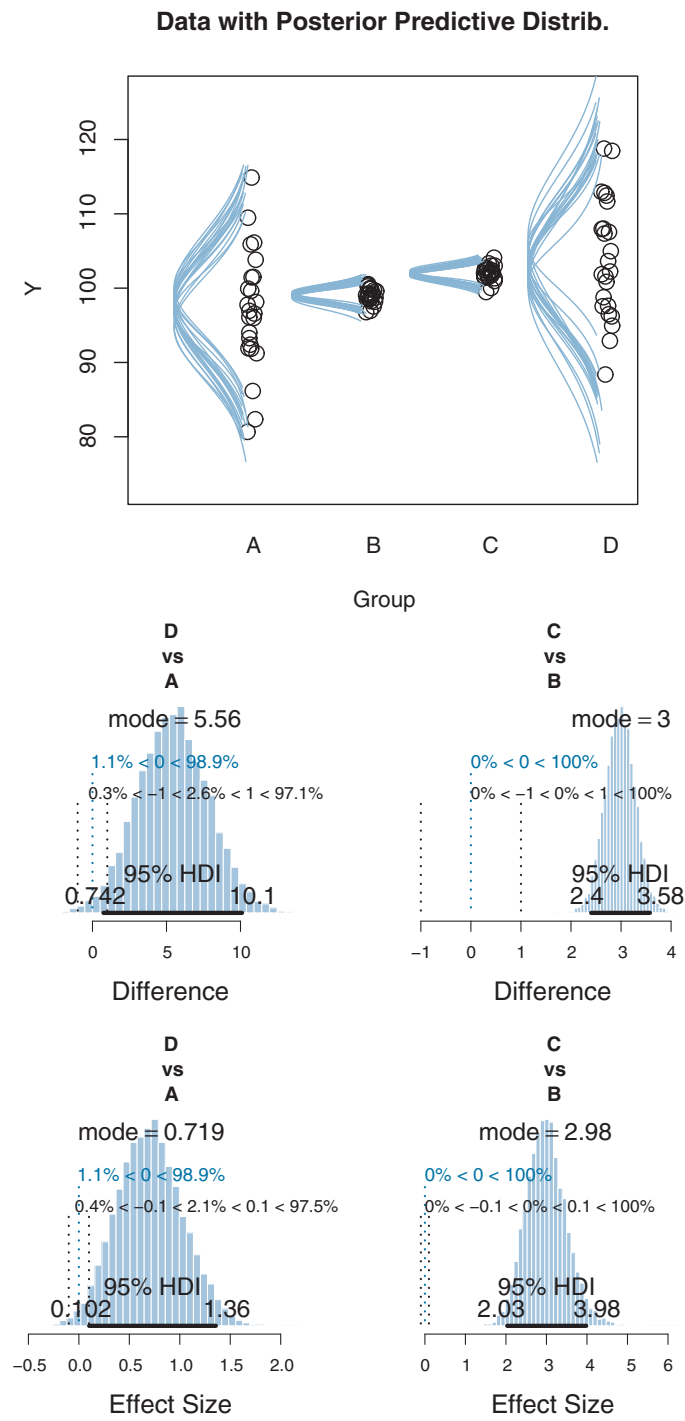 Data with Posterior Predictive Distrib.
120
110
100
90
80
Y
A B C D
Group
D
vs
A
mode = 5.56
1.1% < 0 < 98.9%
0.3% < −1 < 2.6% < 1 < 97.1%
95% HDI
0.742 10.1
0 5 10
Difference
C
vs
B
mode = 3
0% < 0 < 100%
0% < −1 < 0% < 1 < 100%
95% HDI
2.4 3.58
−1 0 1 2 3 4
Difference
D
vs
A
mode = 0.719
1.1% < 0 < 98.9%
0.4% < −0.1 < 2.1% < 0.1 < 97.5%
95% HDI
0.102 1.36
−0.5 0.0 0.5 1.0 1.5 2.0
Effect Size
C
vs
B
mode = 2.98
0% < 0 < 100%
0% < −0.1 < 0% < 0.1 < 100%
95% HDI
2.03 3.98
0 1 2 3 4 5 6
Effect Size